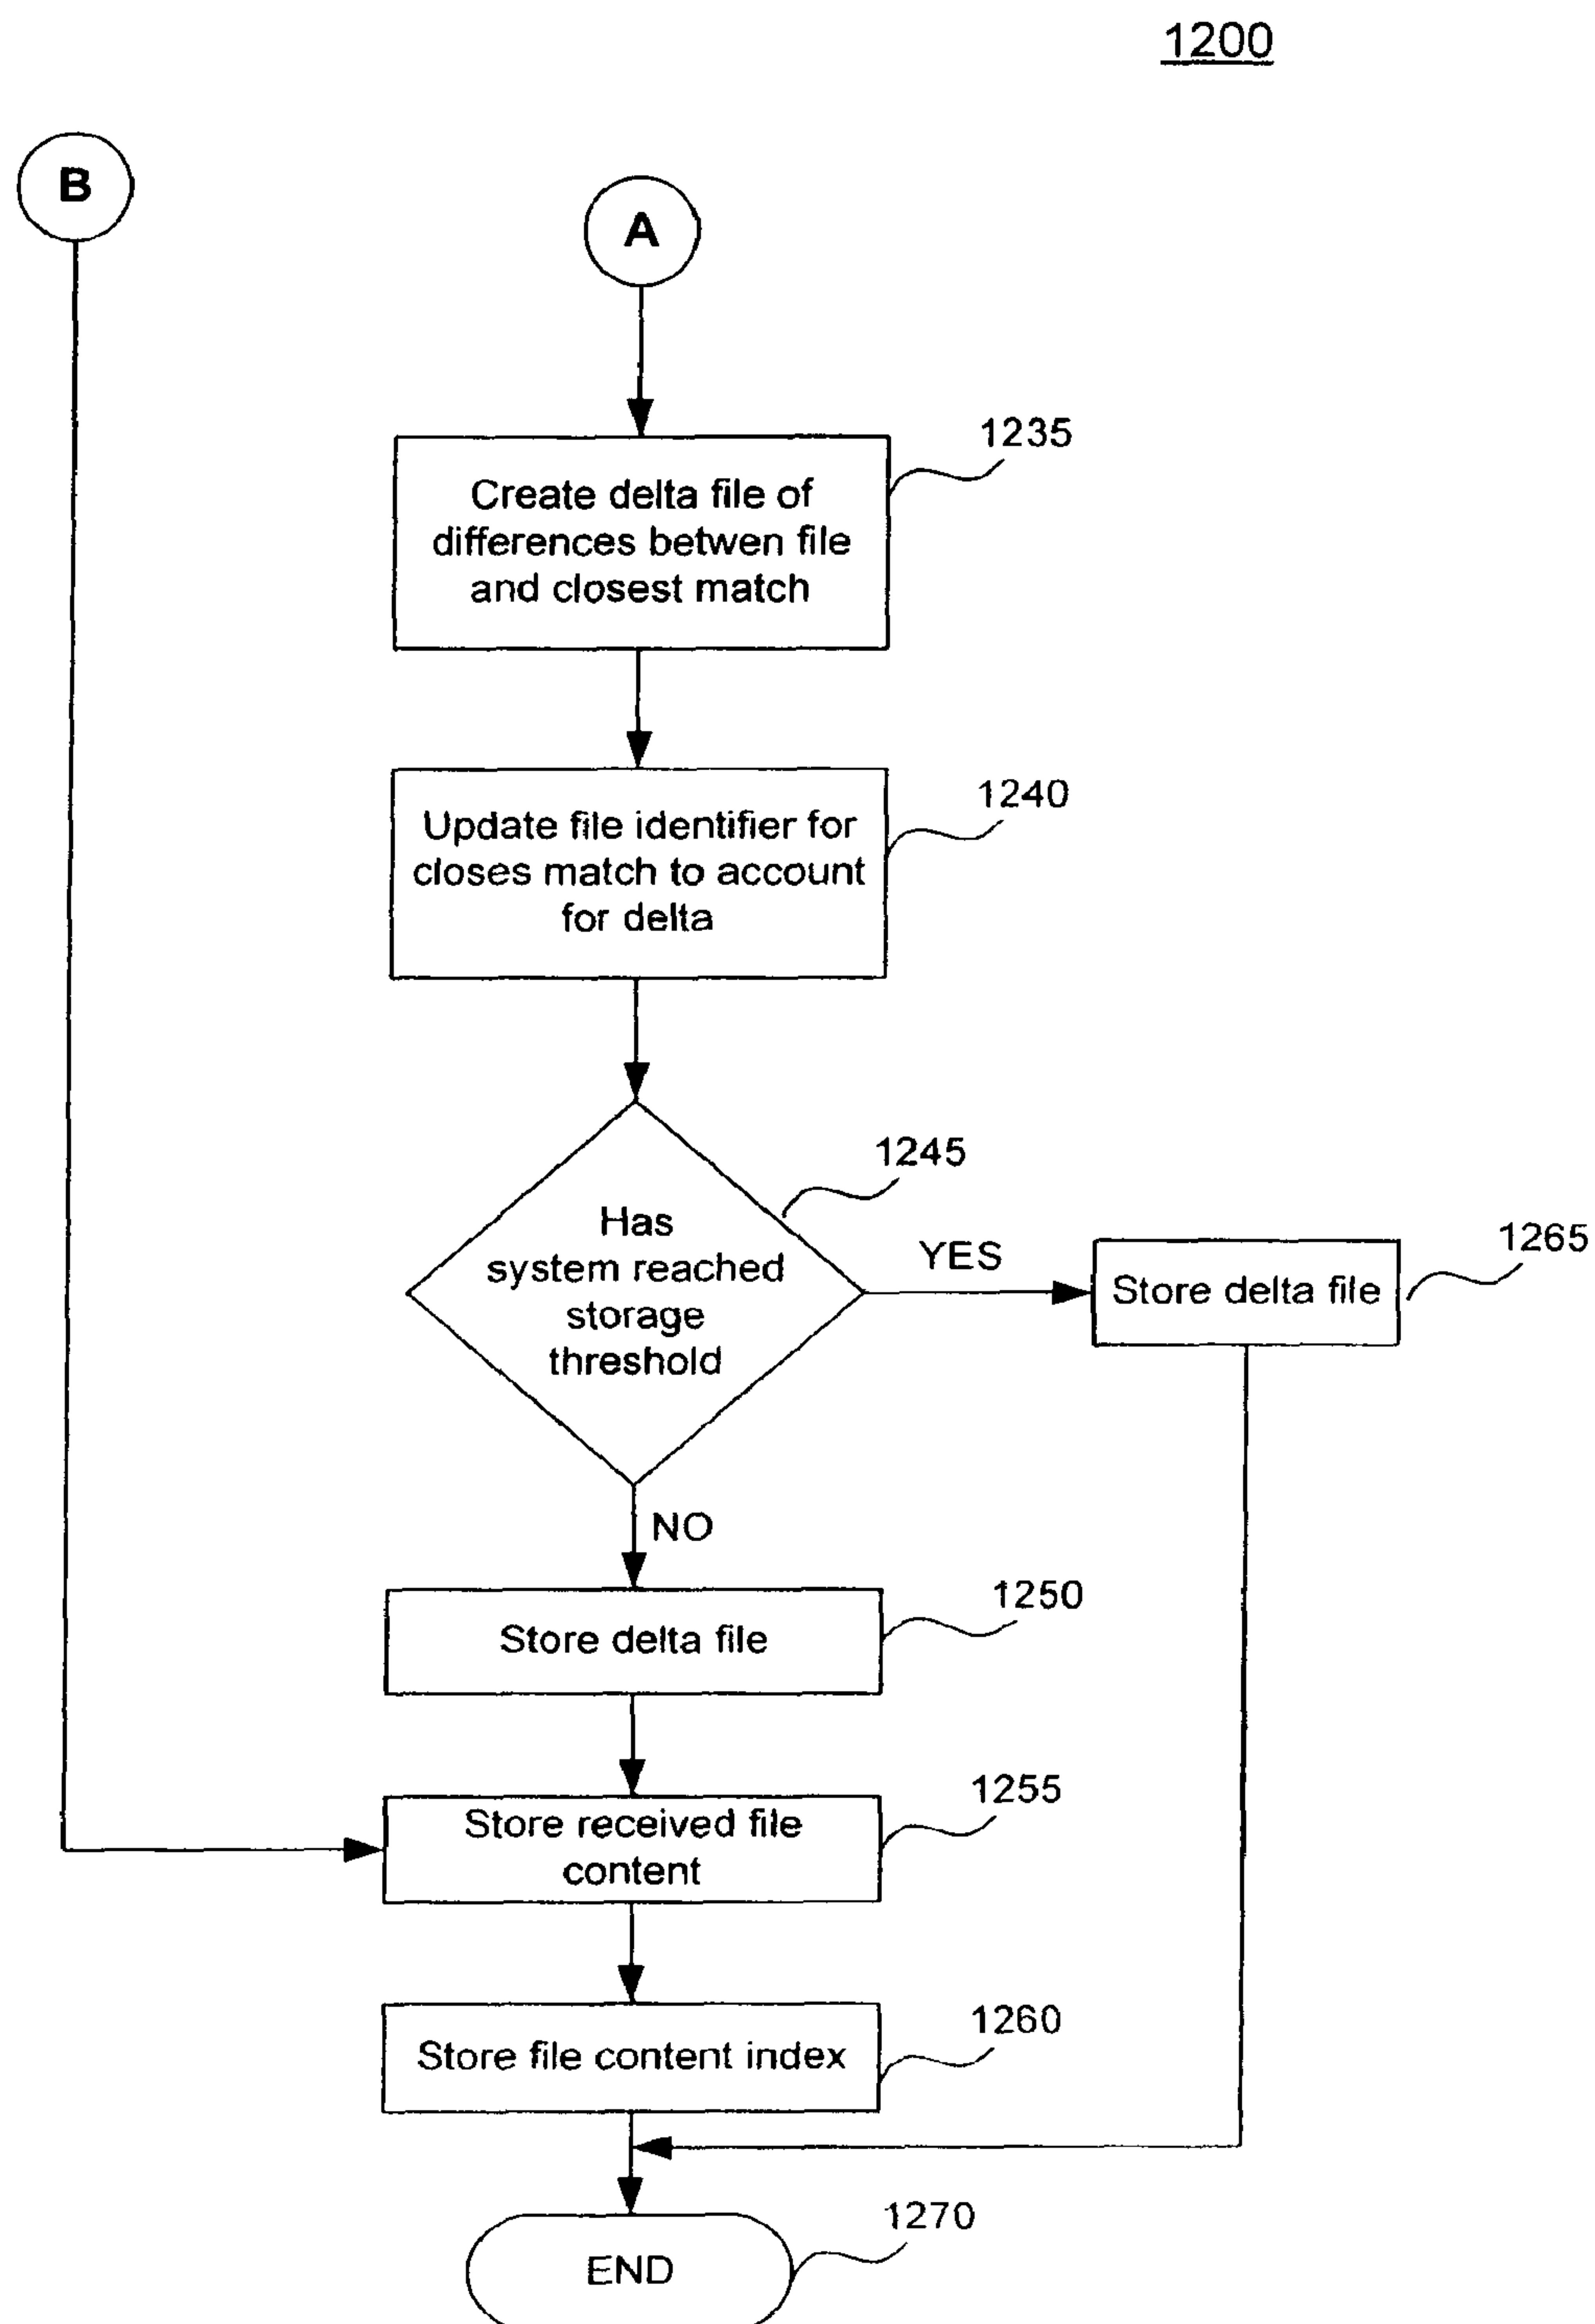 1200
B
A
1235
Create delta file of
differences betwen file
and closest match
1240
Update file identifier for
closes match to account
for delta
1245
Has
system reached
storage
threshold
YES
1265
Store delta file
NO
1250
Store delta file
1255
Store received file
content
1260
Store file content index
1270
END